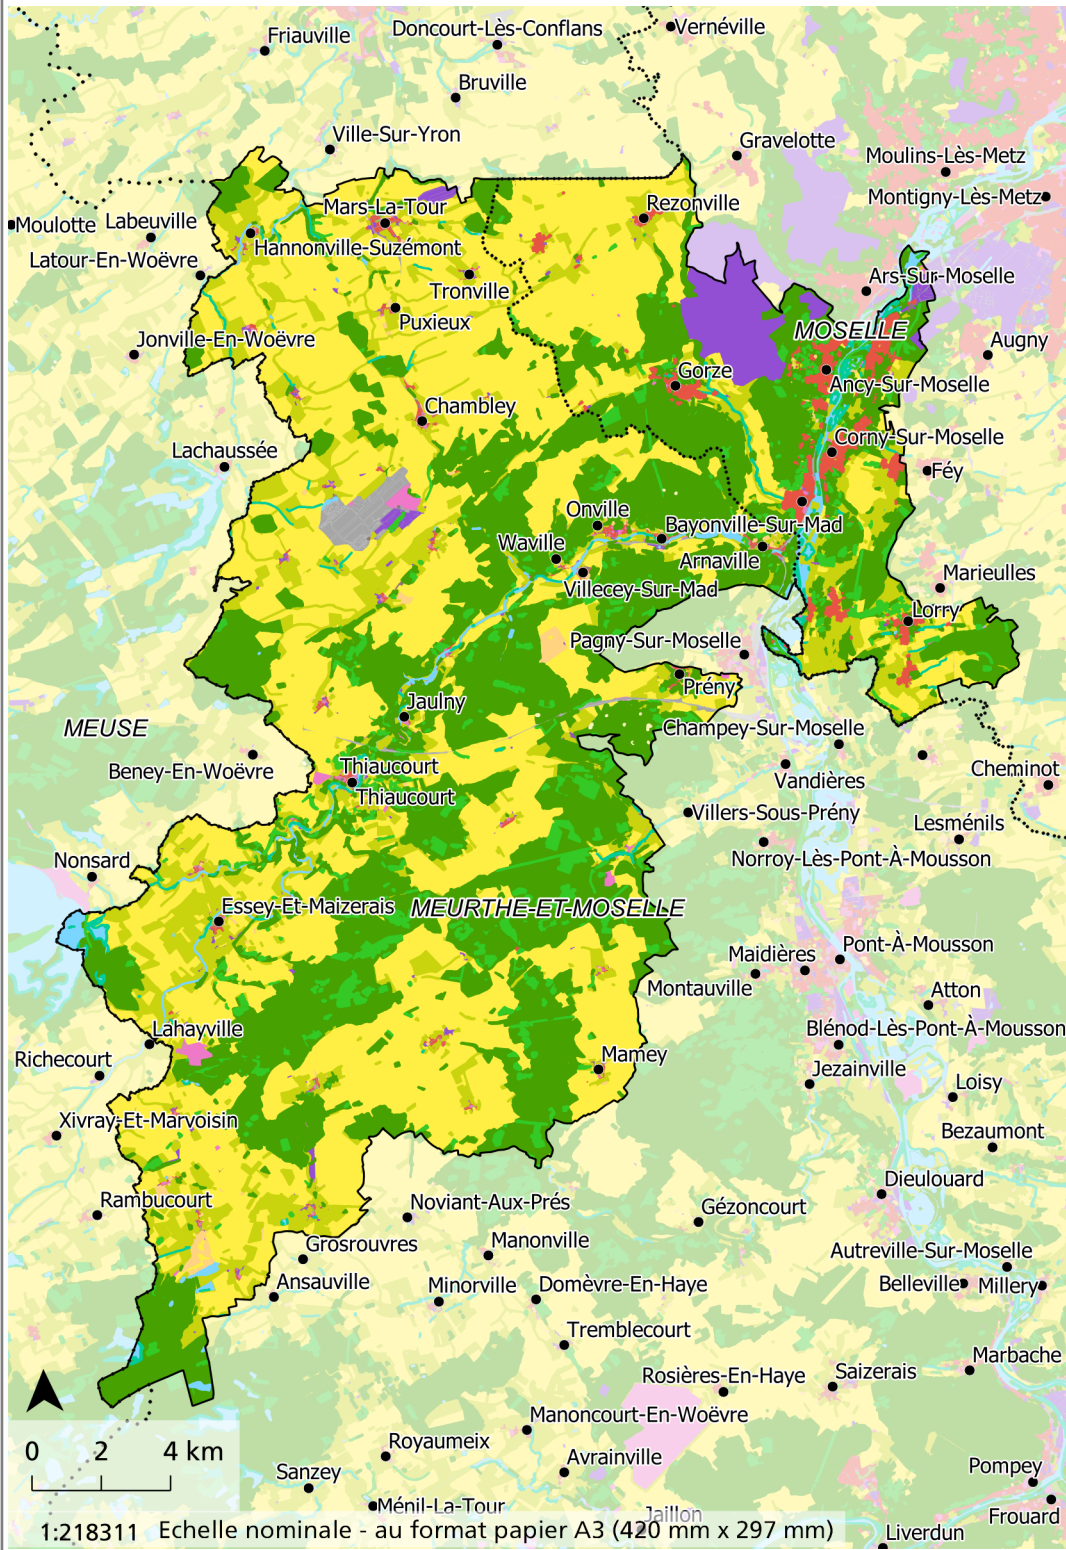 Friauville
Doncourt-Lès-Conflans
Vernéville
Bruville
Ville-Sur-Yron
Gravelotte
Moulins-Lès-Metz
Montigny-Lès-Metz
Mars-La-Tour
Rezonville
Moulotte
Labeuville
Hannonville-Suzémont
Latour-En-Woëvre
Tronville
Ars-Sur-Moselle
Puxieux
MOSELLE
Jonville-En-Woëvre
Augny
Gorze
Ancy-Sur-Moselle
Chambley
Corny-Sur-Moselle
Lachaussée
Féy
Onville
Bayonville-Sur-Mad
Waville
Arnaville
Marieulles
Villecey-Sur-Mad
Lorry
Pagny-Sur-Moselle
Prény
Jaulny
MEUSE
Champey-Sur-Moselle
Thiaucourt
Beney-En-Woëvre
Vandières
Cheminot
Thiaucourt
Villers-Sous-Prény
Lesménils
Nonsard
Norroy-Lès-Pont-À-Mousson
Essey-Et-Maizerais
MEURTHE-ET-MOSELLE
Maidières
Pont-À-Mousson
Montauville
Atton
Lahayville
Blénod-Lès-Pont-À-Mousson
Richecourt
Mamey
Jezainville
Loisy
Xivray-Et-Marvoisin
Bezaumont
Dieulouard
Rambucourt
Noviant-Aux-Prés
Gézoncourt
Grosrouvres
Manonville
Autreville-Sur-Moselle
Ansauville
Minorville
Domèvre-En-Haye
Belleville
Millery
Tremblecourt
Marbache
Rosières-En-Haye
Saizerais
Manoncourt-En-Woëvre
0 2 4 km
Royaumeix
Avrainville
Sanzey
Pompey
Ménil-La-Tour
Jaillon
Frouard
1:218311 Echelle nominale - au format papier A3 (420 mm x 297 mm)
Liverdun